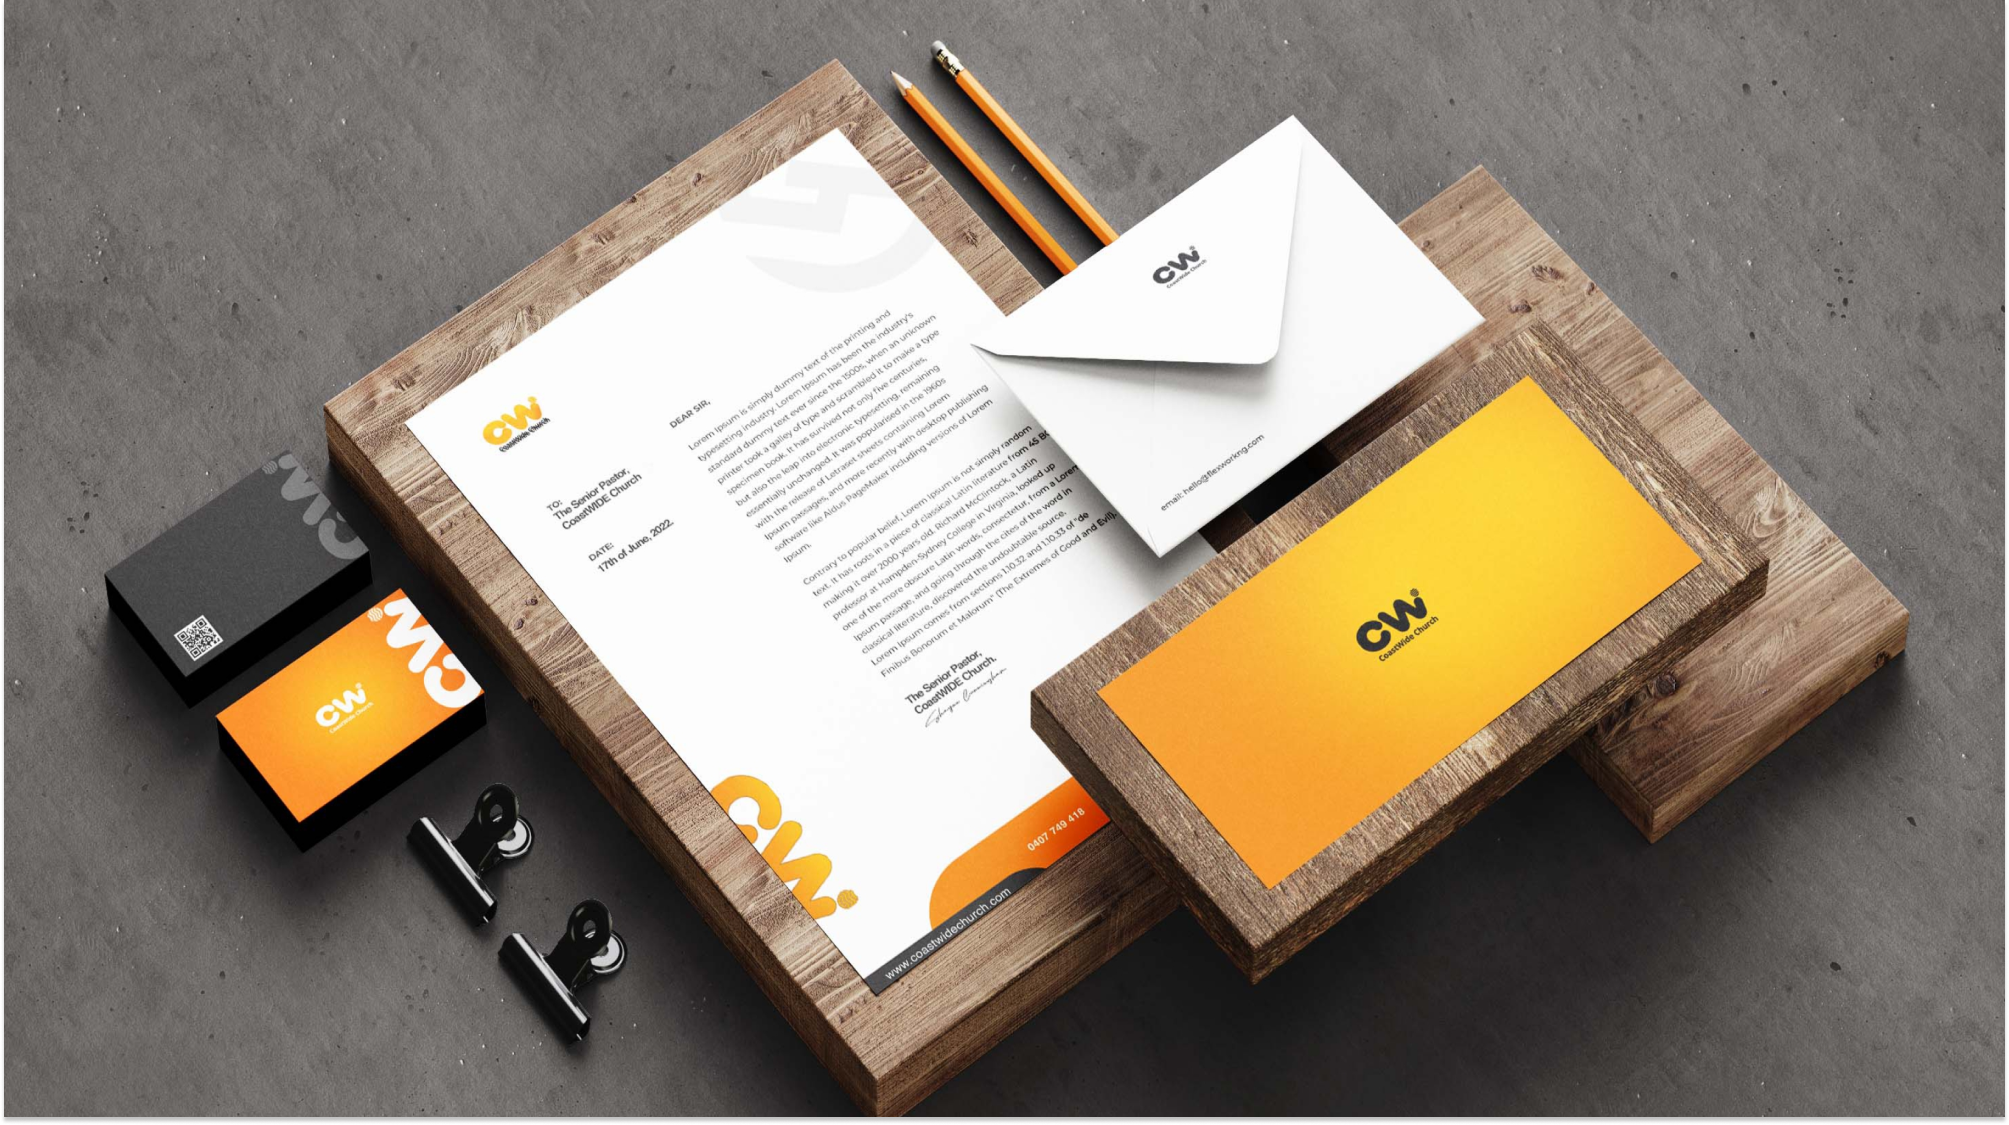 CW
CoastWide Church
TO:
The Senior Pastor,
CoastWIDE Church
DATE:
17th of June, 2022.
DEAR SIR,
Lorem Ipsum is simply dummy text of the printing and
typesetting industry. Lorem Ipsum has been the industry's
standard dummy text ever since the 1500s, when an unknown
printer took a galley of type and scrambled it to make a type
specimen book. It has survived not only five centuries,
but also the leap into electronic typesetting, remaining
essentially unchanged. It was popularised in the 1960s
with the release of Letraset sheets containing Lorem
Ipsum passages, and more recently with desktop publishing
software like Aldus PageMaker including versions of Lorem
Ipsum.
Contrary to popular belief, Lorem Ipsum is not simply random
text. It has roots in a piece of classical Latin literature from 45 BC
making it over 2000 years old. Richard McClintock, a Latin
professor at Hampden-Sydney College in Virginia, looked up
one of the more obscure Latin words, consectetur, from a Lorem
Ipsum passage, and going through the cites of the word in
classical literature, discovered the undoubtable source.
Lorem Ipsum comes from sections 1.10.32 and 1.10.33 of "de
Finibus Bonorum et Malorum" (The Extremes of Good and Evil).
The Senior Pastor,
CoastWIDE Church.
CW
0407 749 418
www.coastwidechurch.com
CW
CoastWide Church
email: hello@flexworkng.com
CW
CoastWide Church
CW
CW
CoastWide Church
CW